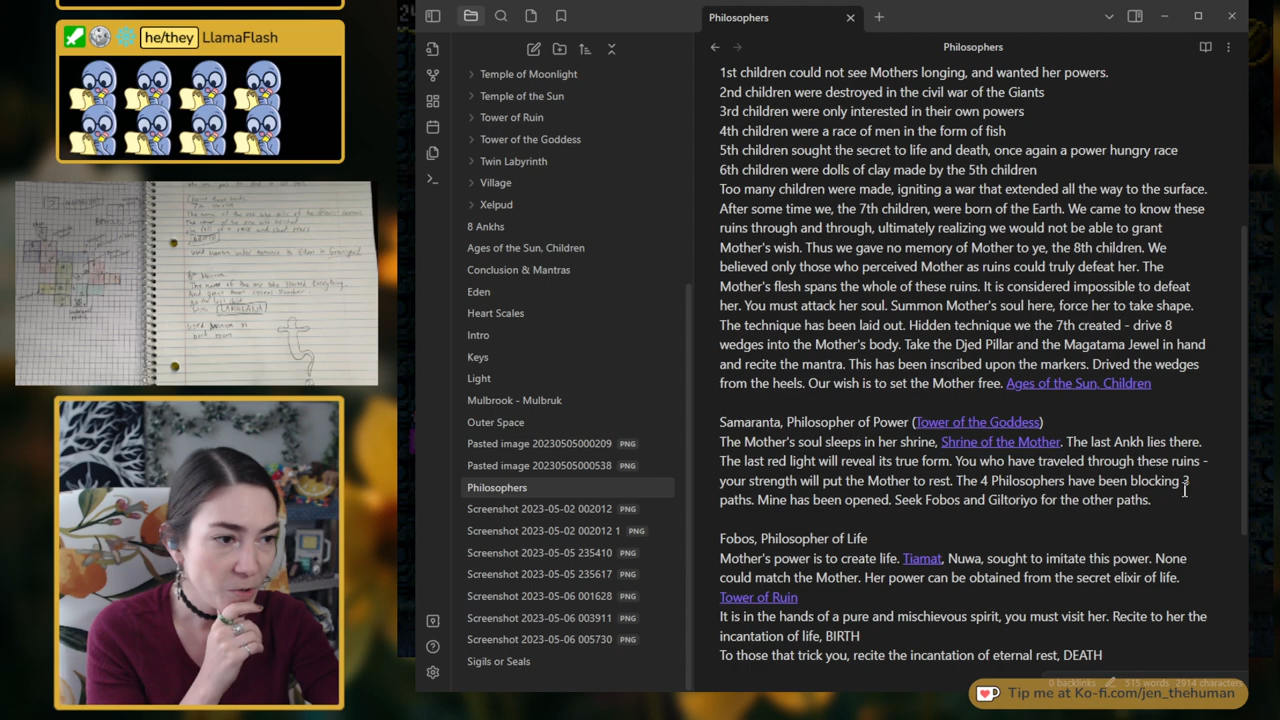 he/they LlamaFlash
LAMULANA
Philosophers
Philosophers
Temple of Moonlight
Temple of the Sun
Tower of Ruin
Tower of the Goddess
Twin Labyrinth
Village
Xelpud
8 Ankhs
Ages of the Sun, Children
Conclusion & Mantras
Eden
Heart Scales
Intro
Keys
Light
Mulbrook - Mulbruk
Outer Space
Pasted image 20230505000209 PNG
Pasted image 20230505000538 PNG
Philosophers
Screenshot 2023-05-02 002012 PNG
Screenshot 2023-05-02 002012 1 PNG
Screenshot 2023-05-05 235410 PNG
Screenshot 2023-05-05 235617 PNG
Screenshot 2023-05-06 001628 PNG
Screenshot 2023-05-06 003911 PNG
Screenshot 2023-05-06 005730 PNG
Sigils or Seals
1st children could not see Mothers longing, and wanted her powers.
2nd children were destroyed in the civil war of the Giants
3rd children were only interested in their own powers
4th children were a race of men in the form of fish
5th children sought the secret to life and death, once again a power hungry race
6th children were dolls of clay made by the 5th children
Too many children were made, igniting a war that extended all the way to the surface.
After some time we, the 7th children, were born of the Earth. We came to know these
ruins through and through, ultimately realizing we would not be able to grant
Mother's wish. Thus we gave no memory of Mother to ye, the 8th children. We
believed only those who perceived Mother as ruins could truly defeat her. The
Mother's flesh spans the whole of these ruins. It is considered impossible to defeat
her. You must attack her soul. Summon Mother's soul here, force her to take shape.
The technique has been laid out. Hidden technique we the 7th created - drive 8
wedges into the Mother's body. Take the Djed Pillar and the Magatama Jewel in hand
and recite the mantra. This has been inscribed upon the markers. Drived the wedges
from the heels. Our wish is to set the Mother free. Ages of the Sun, Children
Samaranta, Philosopher of Power (Tower of the Goddess)
The Mother's soul sleeps in her shrine, Shrine of the Mother. The last Ankh lies there.
The last red light will reveal its true form. You who have traveled through these ruins -
your strength will put the Mother to rest. The 4 Philosophers have been blocking 3
paths. Mine has been opened. Seek Fobos and Giltoriyo for the other paths.
Fobos, Philosopher of Life
Mother's power is to create life. Tiamat, Nuwa, sought to imitate this power. None
could match the Mother. Her power can be obtained from the secret elixir of life.
Tower of Ruin
It is in the hands of a pure and mischievous spirit, you must visit her. Recite to her the
incantation of life, BIRTH
To those that trick you, recite the incantation of eternal rest, DEATH
0 backlinks 515 words 2914 characters
Tip me at Ko-fi.com/jen_thehuman